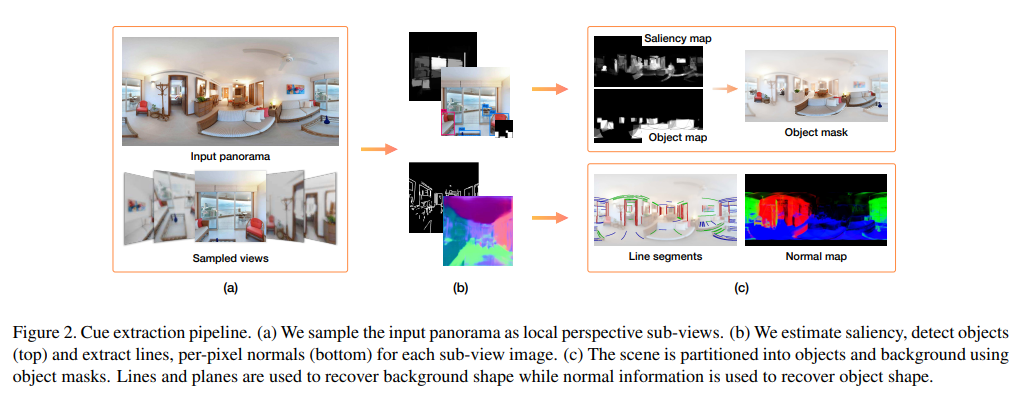 Input panorama
Sampled views
(a)
(b)
Saliency map
Object map
Object mask
Line segments
Normal map
(c)
Figure 2. Cue extraction pipeline. (a) We sample the input panorama as local perspective sub-views. (b) We estimate saliency, detect objects
(top) and extract lines, per-pixel normals (bottom) for each sub-view image. (c) The scene is partitioned into objects and background using
object masks. Lines and planes are used to recover background shape while normal information is used to recover object shape.